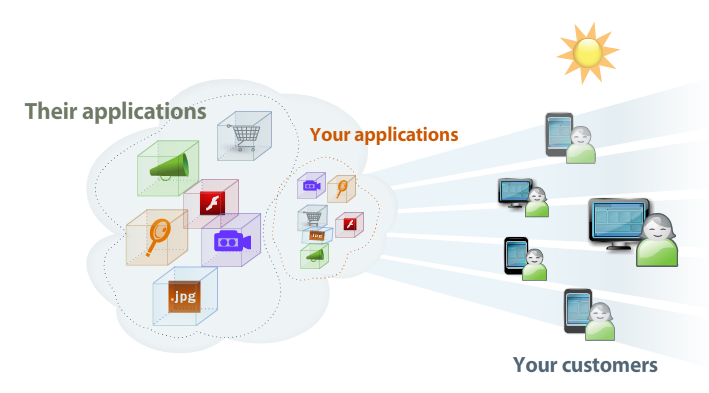 Their applications
Your applications
.jpg
.jpg
Your customers